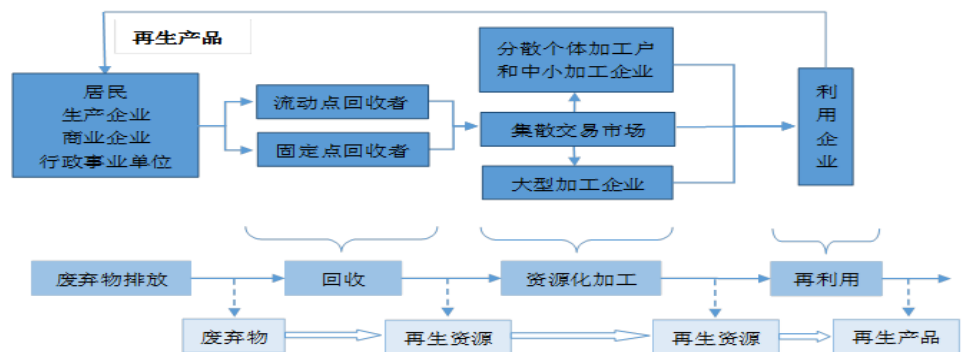 再生产品
居民
生产企业
商业企业
行政事业单位
流动点回收者
固定点回收者
分散个体加工户
和中小加工企业
集散交易市场
大型加工企业
利
用
企
业
废弃物排放
回收
资源化加工
再利用
废弃物
再生资源
再生资源
再生产品